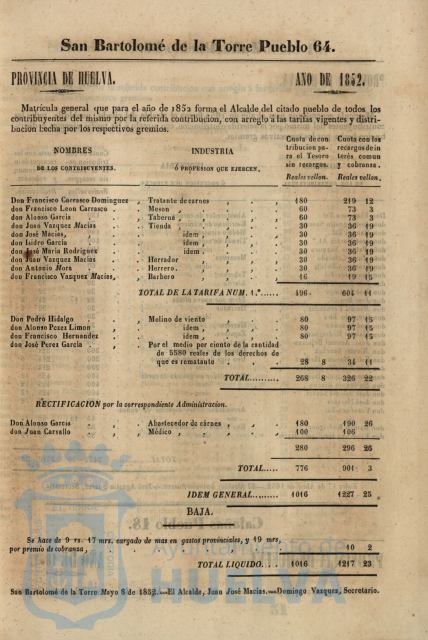 San Bartolomé de la Torre Pueblo 64.
PROVINCIA DE HUELVA. AÑO DE 1852.
Matrícula general que para el año de 1852 forma el Alcalde del citado pueblo de todos los
contribuyentes del mismo por la referida contribucion, con arreglo á las tarifas vigentes y distri-
bucion hecha por los respectivos gremios.
NOMBRES DE LOS CONTRIBUYENTES.
INDUSTRIA Ó PROFESION QUE EJERCEN.
Cuota de con-
tribucion pa-
ra el Tesoro
sin recargos.
Reales vellon.
Cuota con los
recargos de in-
terés comun
y cobranza.
Reales vellon.
Don Francisco Carrasco Dominguez , Tratante de carnes , , , 180 219 12
don Francisco Leon Carrasco , Meson , , , , 60 73 3
don Alonso Garcia , , Taberna , , , , 60 73 3
don Juan Vazquez Macias , , Tienda , , , , 30 36 19
don José Macias, , , idem , , , 30 36 19
don Isidro Garcia , , idem , , , 30 36 19
don José Maria Rodriguez , , idem , , , 30 36 19
don Juan Vazquez Macias , , Herrador , , , 30 36 19
don Antonio Mora , , Herrero. , , , 30 36 19
don Francisco Vazquez Macias, , Barbero , , , 16 19 15
TOTAL DE LA TARIFA NUM. 1.º..... 496 604 11
Don Pedro Hidalgo , , Molino de viento , , , 80 97 15
don Alonso Perez Limon , , idem , , , 80 97 15
don Francisco Hernandez , , idem , , , 80 97 15
don José Perez Garcia , , Por el medio por ciento de la cantidad
de 5580 reales de los derechos de
que es rematante , , 28 8 34 11
TOTAL.......... 268 8 326 22
RECTIFICACION por la correspondiente Administracion.
Don Alonso Garcia , , Abastecedor de cárnes , , , 180 190 26
don Juan Carballo , , Médico , , , , 100 106
280 296 26
TOTAL..... 776 901 3
IDEM GENERAL......... 1016 1227 25
BAJA.
Se hace de 9 rs. 17 mrs. cargado de mas en gastos provinciales, y 19 mrs,
por premio de cobranza, , , , , , 10 2
TOTAL LIQUIDO. . . 1016 1217 23
San Bartolomé de la Torre Mayo 8 de 1852.—El Alcalde, Juan José Macias.—Domingo Vazquez, Secretario.
Ayuntamiento de
HUELVA